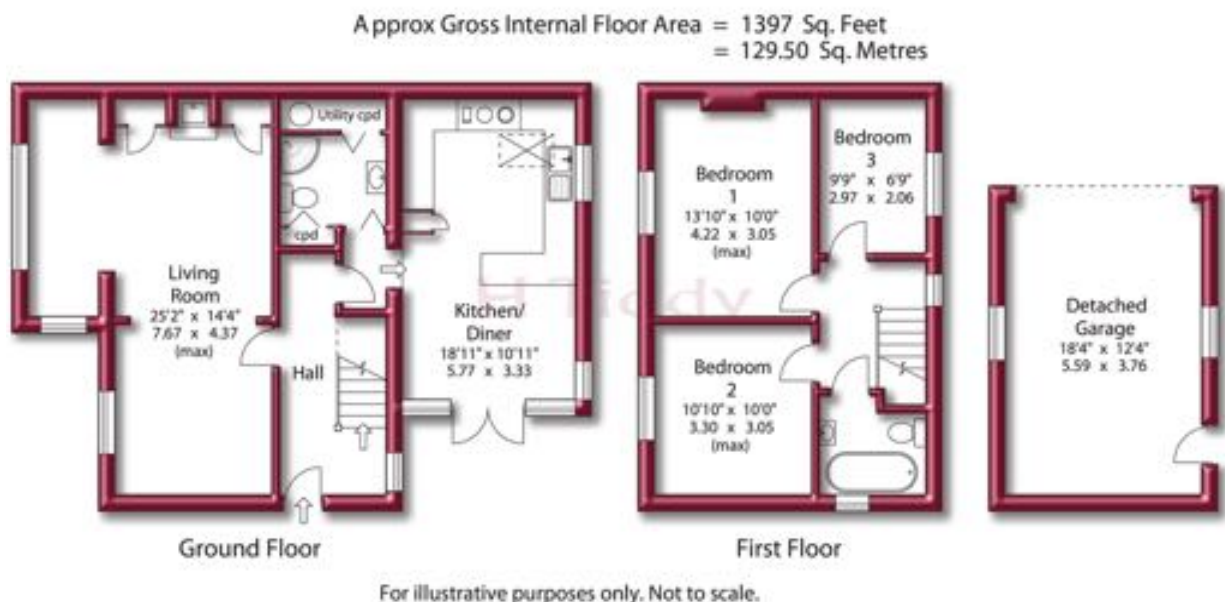 Approx Gross Internal Floor Area = 1397 Sq. Feet
= 129.50 Sq. Metres
Utility cpd
cpd
Living
Room
25'2" x 14'4"
7.67 x 4.37
(max)
Hall
Kitchen/
Diner
18'11" x 10'11"
5.77 x 3.33
Ground Floor
Bedroom
1
13'10" x 10'0"
4.22 x 3.05
(max)
Bedroom
3
9'9" x 6'9"
2.97 x 2.06
Bedroom
2
10'10" x 10'0"
3.30 x 3.05
(max)
First Floor
Detached
Garage
18'4" x 12'4"
5.59 x 3.76
For illustrative purposes only. Not to scale.